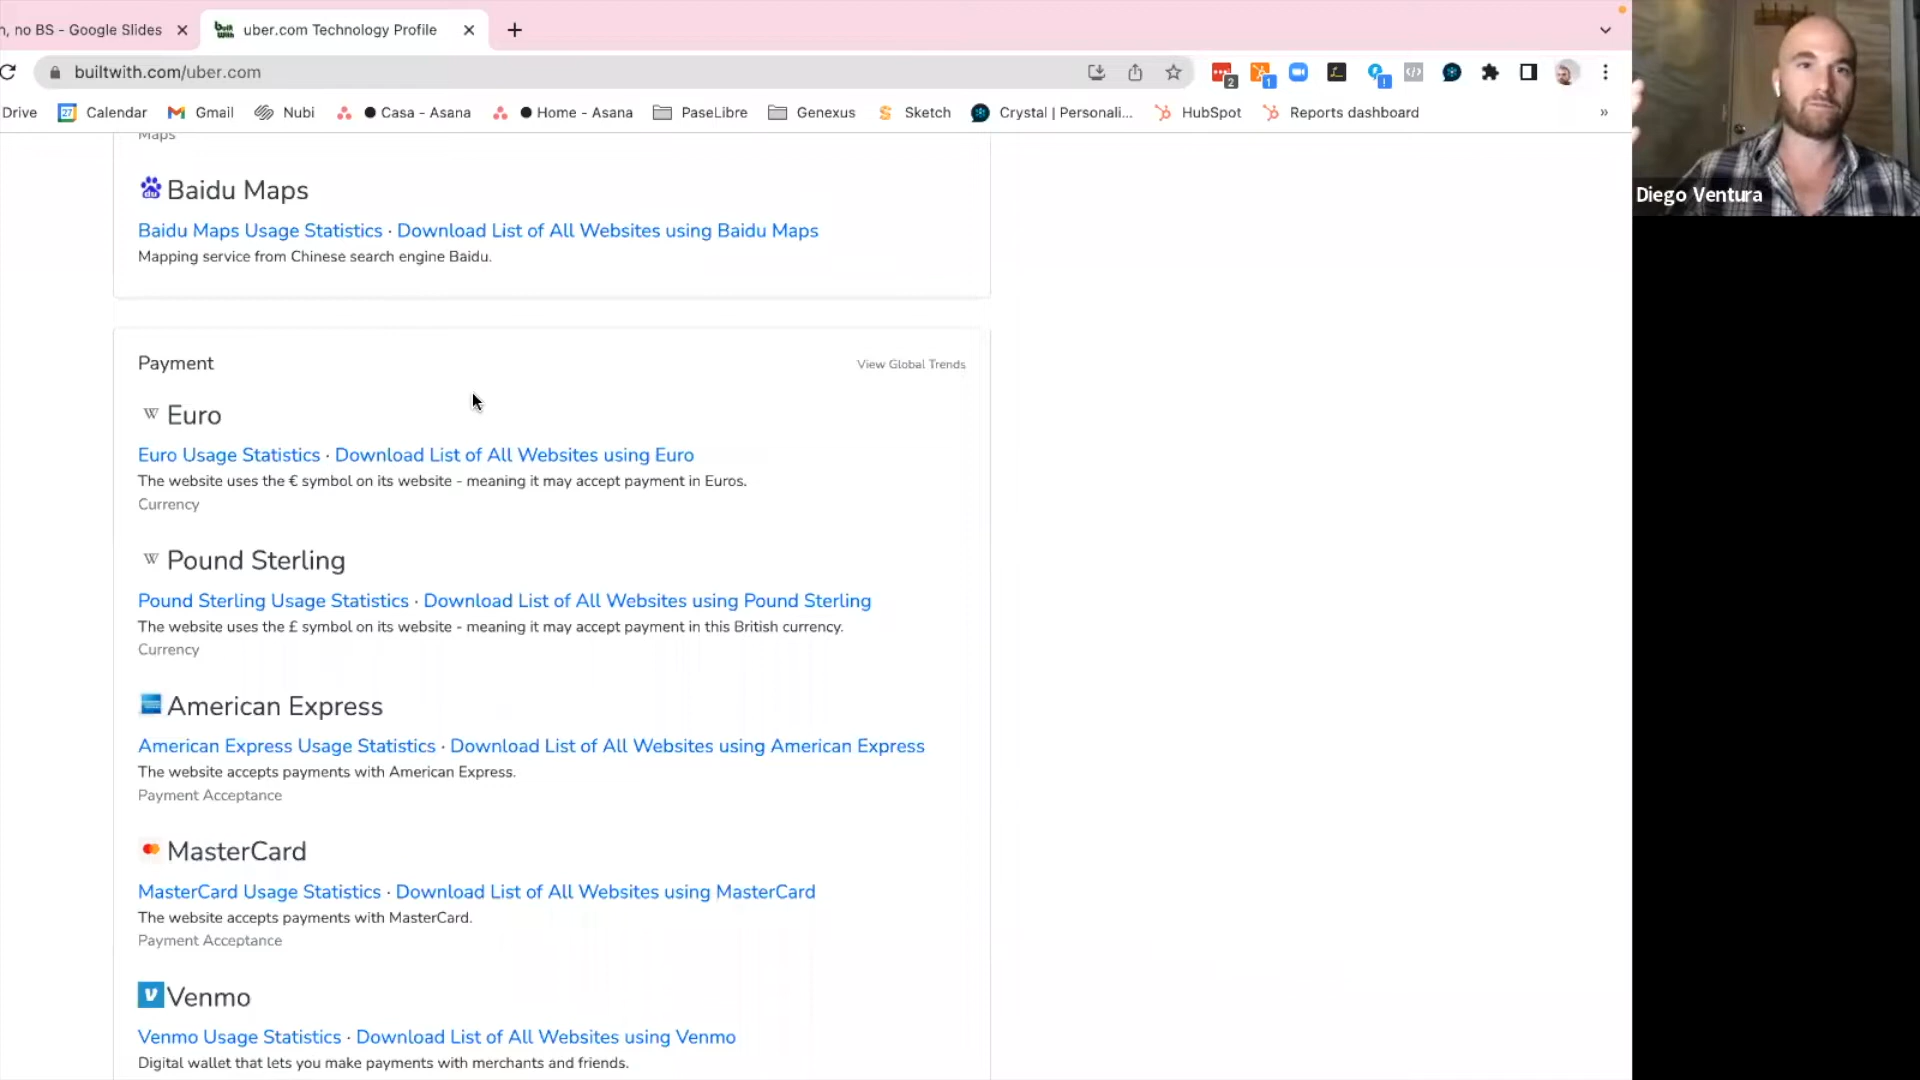 n, no BS - Google Slides
uber.com Technology Profile
builtwith.com/uber.com
2
1
!
Drive
27
Calendar
Gmail
Nubi
Casa - Asana
Home - Asana
PaseLibre
Genexus
Sketch
Crystal | Personali...
HubSpot
Reports dashboard
»
Diego Ventura
Maps
Baidu Maps
Baidu Maps Usage Statistics · Download List of All Websites using Baidu Maps
Mapping service from Chinese search engine Baidu.
Payment
View Global Trends
W Euro
Euro Usage Statistics · Download List of All Websites using Euro
The website uses the € symbol on its website - meaning it may accept payment in Euros.
Currency
W Pound Sterling
Pound Sterling Usage Statistics · Download List of All Websites using Pound Sterling
The website uses the £ symbol on its website - meaning it may accept payment in this British currency.
Currency
American Express
American Express Usage Statistics · Download List of All Websites using American Express
The website accepts payments with American Express.
Payment Acceptance
MasterCard
MasterCard Usage Statistics · Download List of All Websites using MasterCard
The website accepts payments with MasterCard.
Payment Acceptance
Venmo
Venmo Usage Statistics · Download List of All Websites using Venmo
Digital wallet that lets you make payments with merchants and friends.